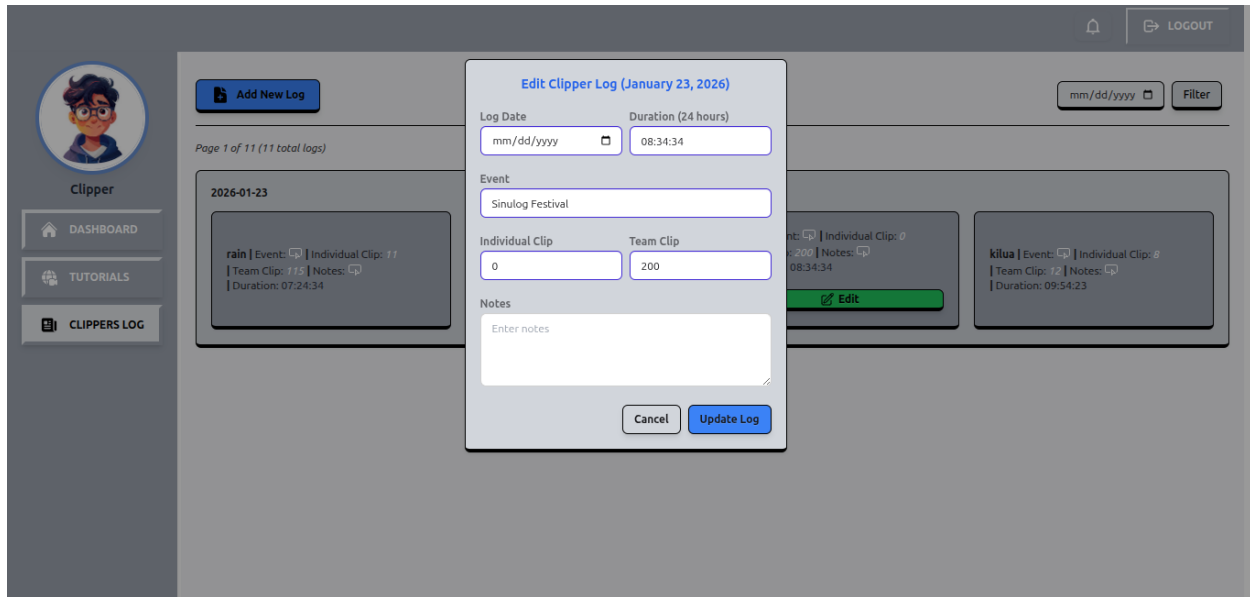 LOGOUT
Clipper
DASHBOARD
TUTORIALS
CLIPPERS LOG
Add New Log
mm/dd/yyyy
Filter
Page 1 of 11 (11 total logs)
2026-01-23
rain | Event: | Individual Clip: 11
| Team Clip: 115 | Notes:
| Duration: 07:24:34
Edit Clipper Log (January 23, 2026)
Log Date
Duration (24 hours)
mm/dd/yyyy
08:34:34
Event
Sinulog Festival
Individual Clip
Team Clip
0
200
Notes
Enter notes
Cancel
Update Log
| Individual Clip: 0
200 | Notes:
08:34:34
Edit
kilua | Event: | Individual Clip: 8
| Team Clip: 12 | Notes:
| Duration: 09:54:23